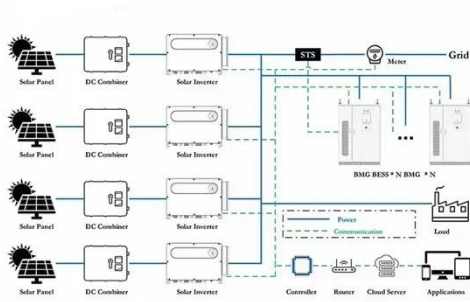 STS
Meter
Grid
Solar Panel
DC Combiner
Solar Inverter
Solar Panel
DC Combiner
Solar Inverter
BMG BESS * N BMG * N
Solar Panel
DC Combiner
Solar Inverter
Load
Power
Communication
Solar Panel
DC Combiner
Solar Inverter
Controller
Router
Cloud Server
Applications